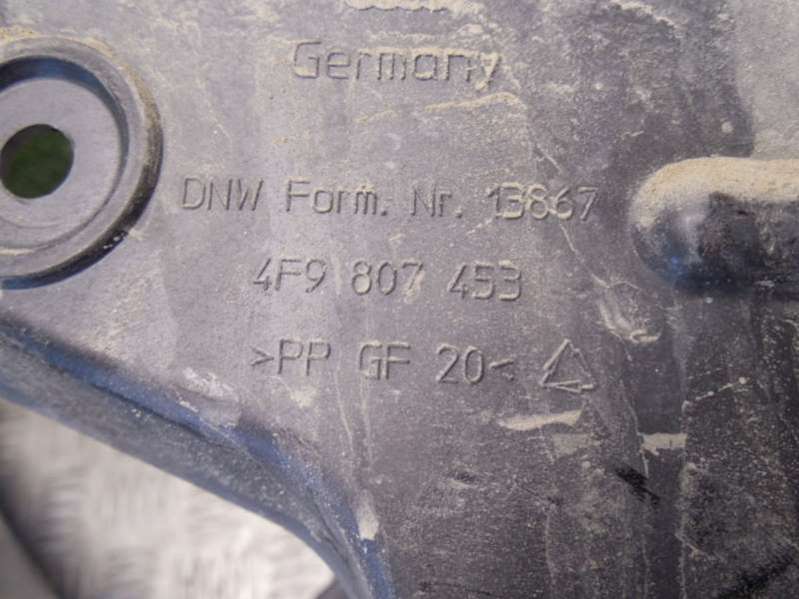 Germany
DNW Form. Nr. 13867
4F9 807 453
>PP GF 20<